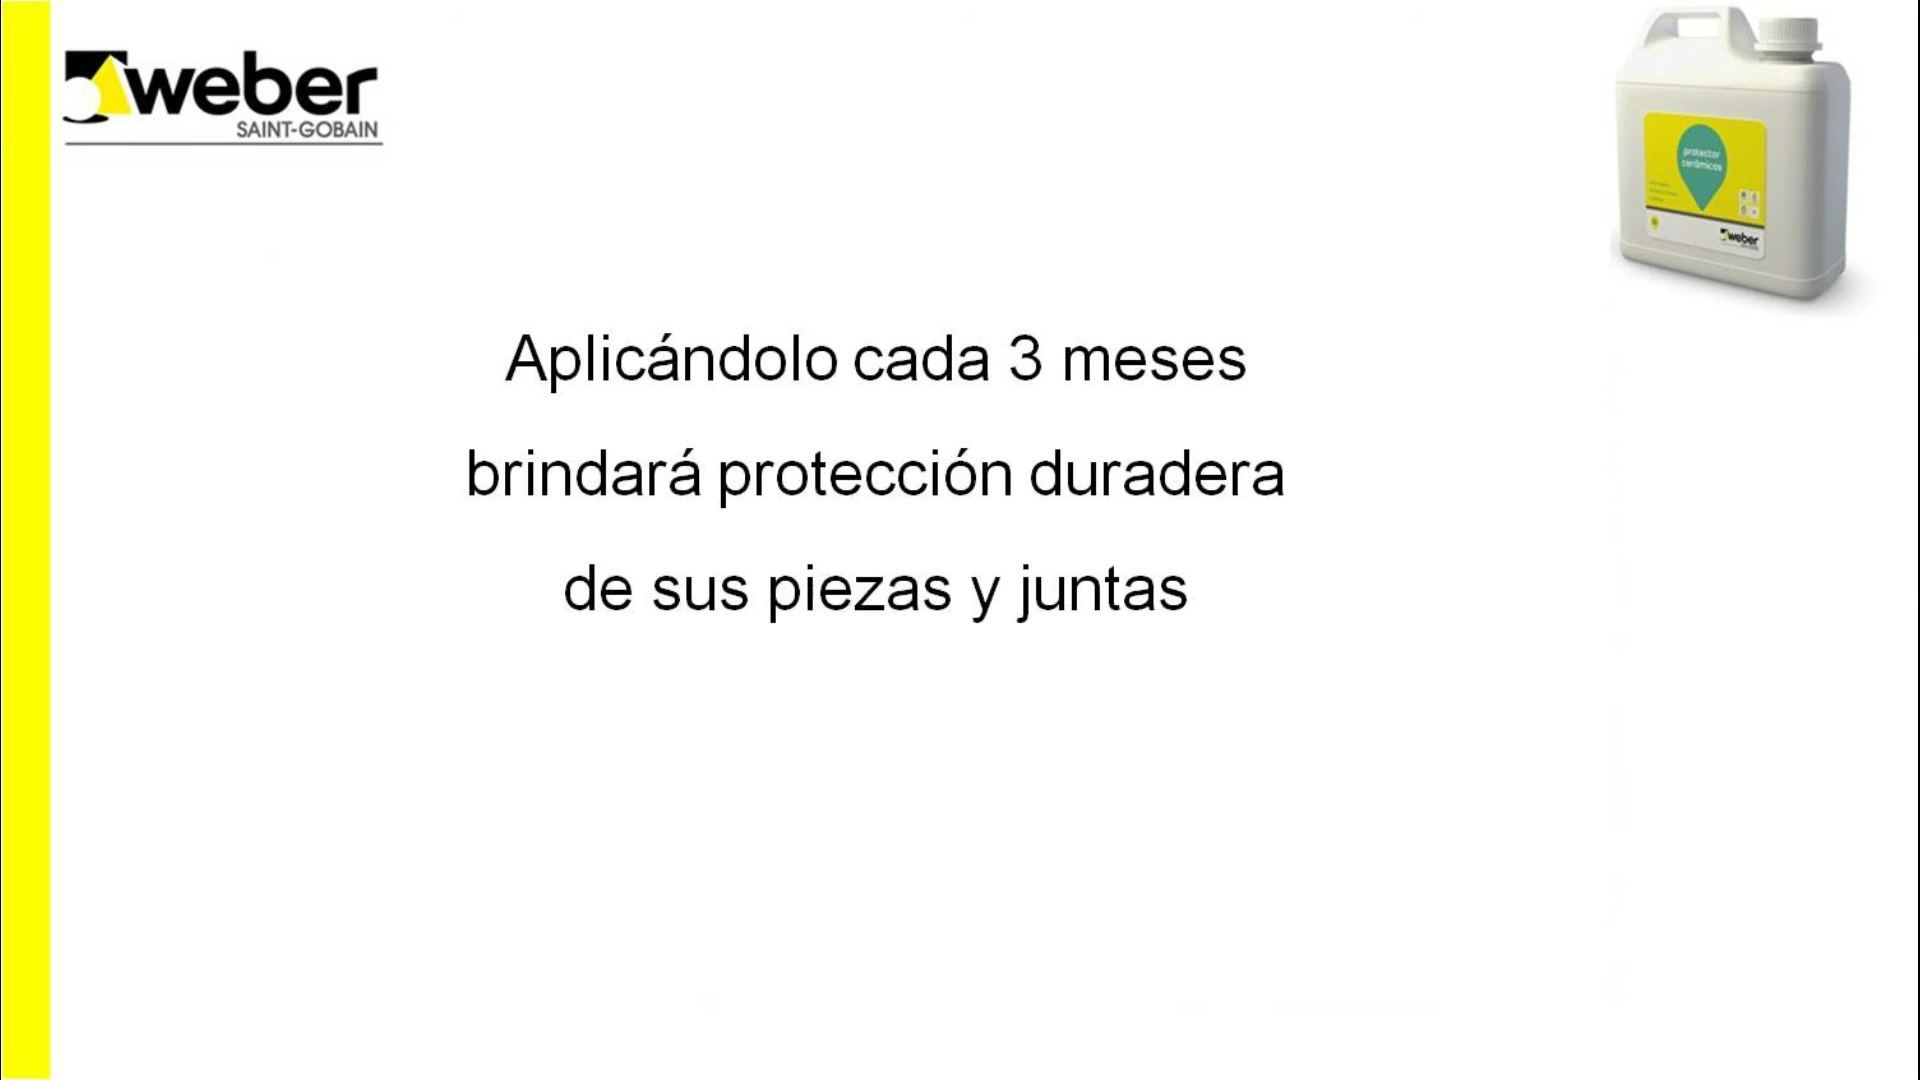 weber
SAINT-GOBAIN
protector
cerámicos
weber
Aplicándolo cada 3 meses
brindará protección duradera
de sus piezas y juntas